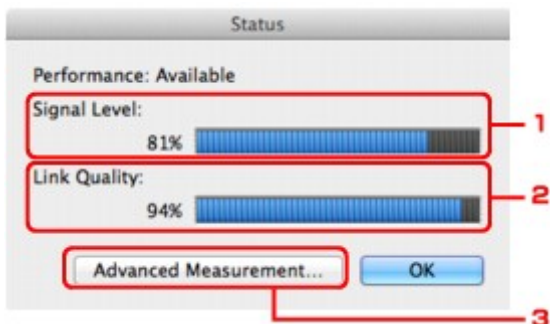 Status
Performance: Available
Signal Level:
81%
1
Link Quality:
94%
2
Advanced Measurement...
OK
3